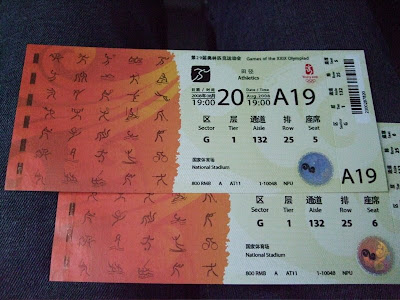 第29届奥林匹克运动会 Games of the XXIX Olympiad
田径
Athletics
日期 / 时间
Date / Time
2008年08月
19:00
20
Aug.2008
19:00
A19
区 层 通道 排 座席
Sector Tier Aisle Row Seat
G 1 132 25 5
国家体育场
National Stadium
A19
800 RMB A AT11 1-10048 NPU
区 层 通道 排 座席
Sector Tier Aisle Row Seat
G 1 132 25 6
国家体育场
National Stadium
800 RMB A AT11 1-10048 NPU